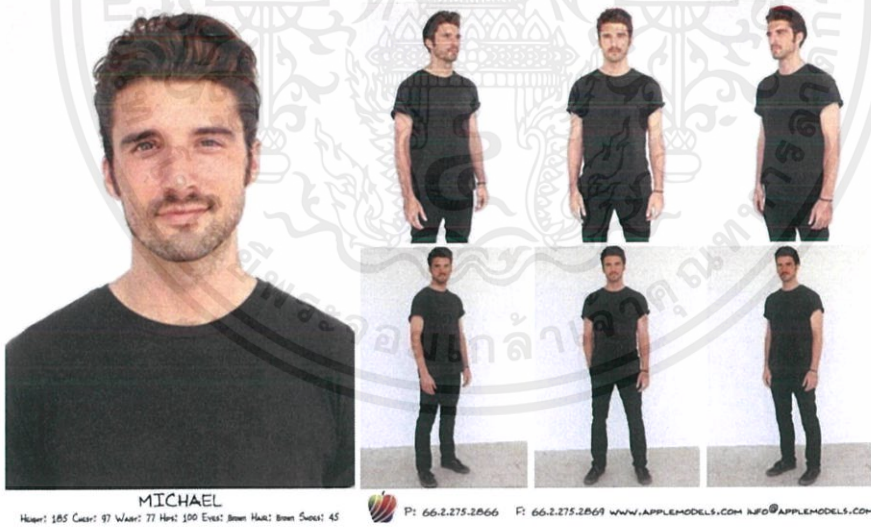 MICHAEL
HEIGHT: 185 CHEST: 97 WAIST: 77 HIPS: 100 EYES: BROWN HAIR: BROWN SHOES: 45
P: 66.2.275.2866 F: 66.2.275.2869 WWW.APPLEMODELS.COM INFO@APPLEMODELS.COM